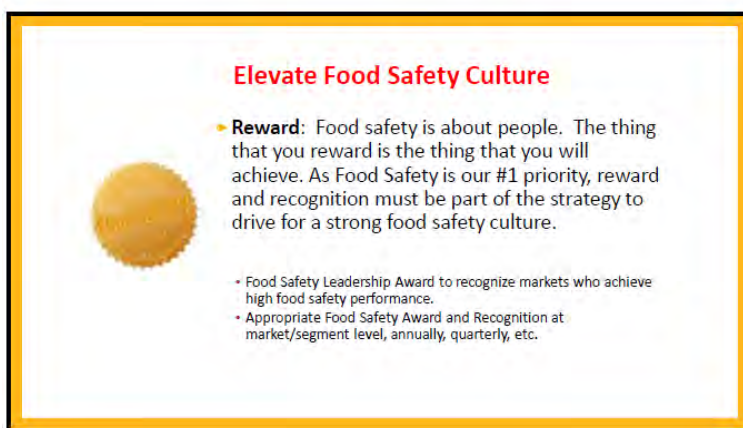 Elevate Food Safety Culture
Reward: Food safety is about people. The thing
that you reward is the thing that you will
achieve. As Food Safety is our #1 priority, reward
and recognition must be part of the strategy to
drive for a strong food safety culture.
• Food Safety Leadership Award to recognize markets who achieve
high food safety performance.
• Appropriate Food Safety Award and Recognition at
market/segment level, annually, quarterly, etc.